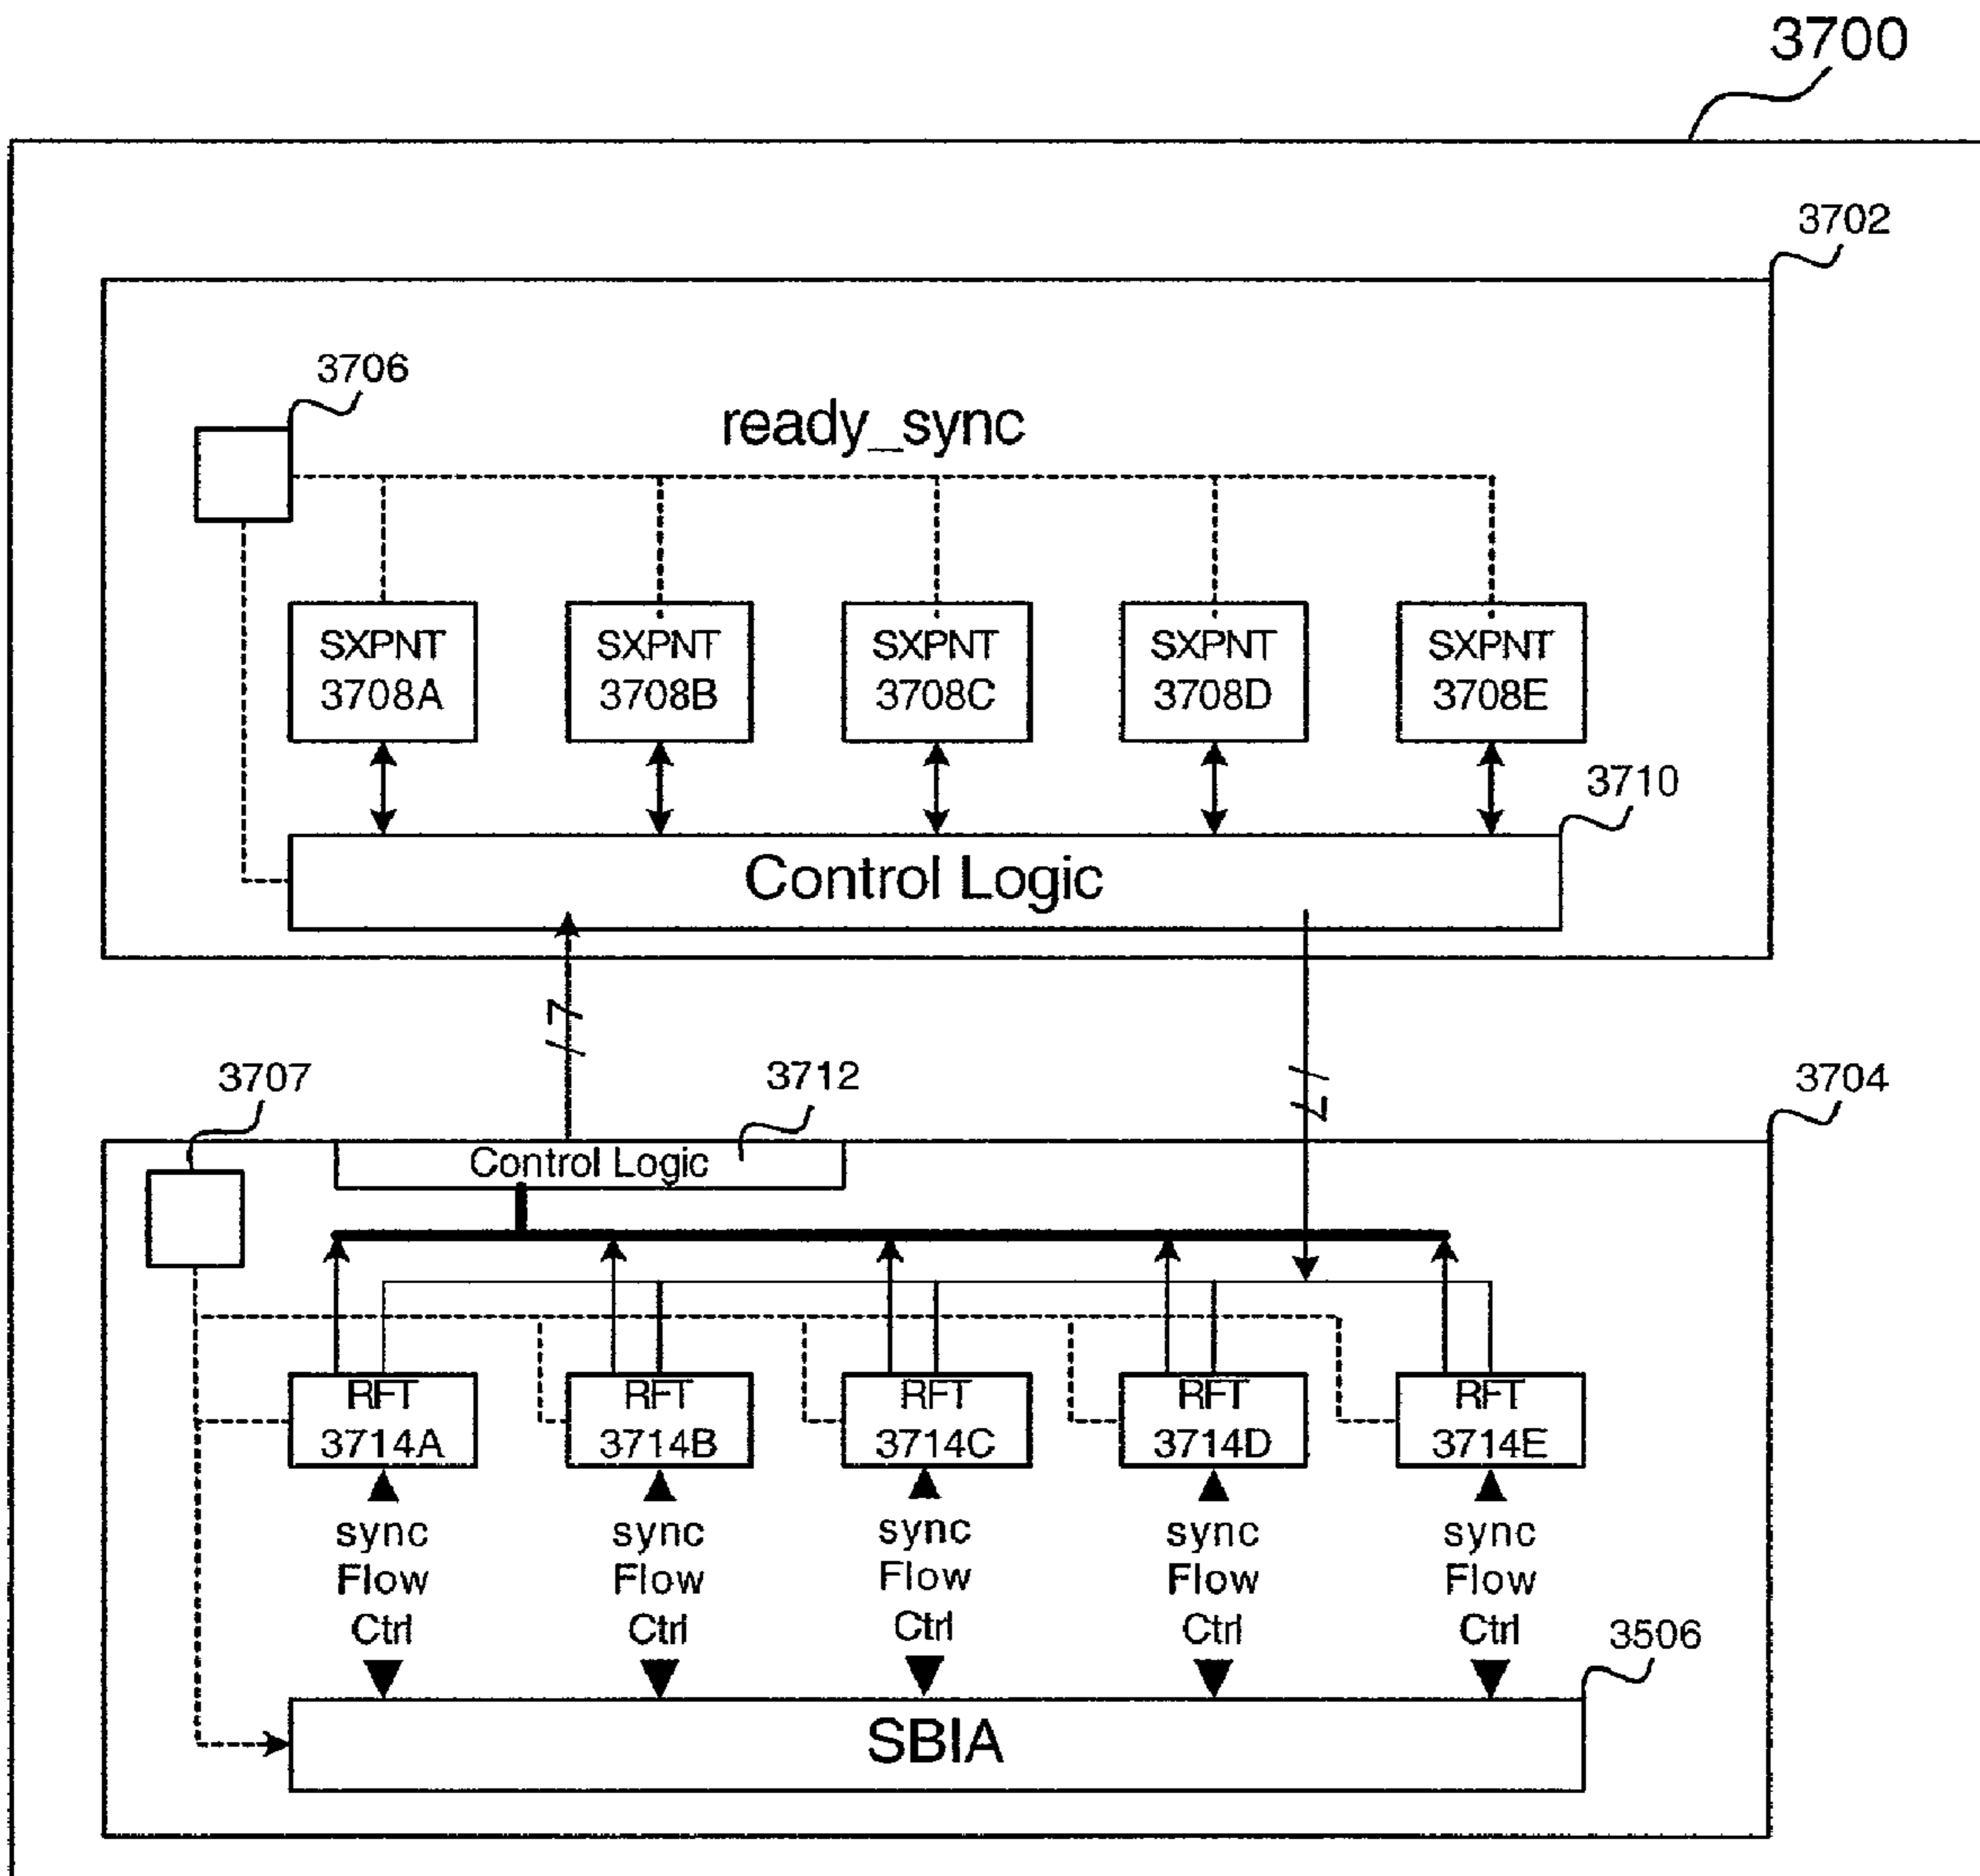 3700
3702
3706
ready_sync
SXPNT
3708A
SXPNT
3708B
SXPNT
3708C
SXPNT
3708D
SXPNT
3708E
3710
Control Logic
7
7
3707
3712
3704
Control Logic
RFT
3714A
RFT
3714B
RFT
3714C
RFT
3714D
RFT
3714E
sync
Flow
Ctrl
sync
Flow
Ctrl
sync
Flow
Ctrl
sync
Flow
Ctrl
sync
Flow
Ctrl
3506
SBIA